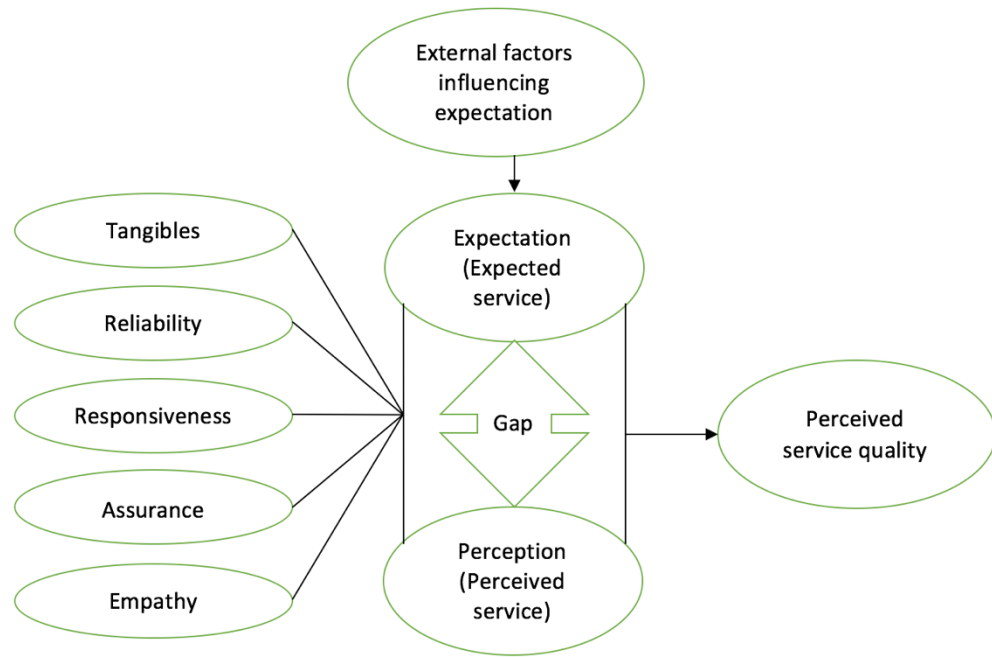 External factors
influencing
expectation
Tangibles
Reliability
Responsiveness
Assurance
Empathy
Expectation
(Expected
service)
Gap
Perception
(Perceived
service)
Perceived
service quality